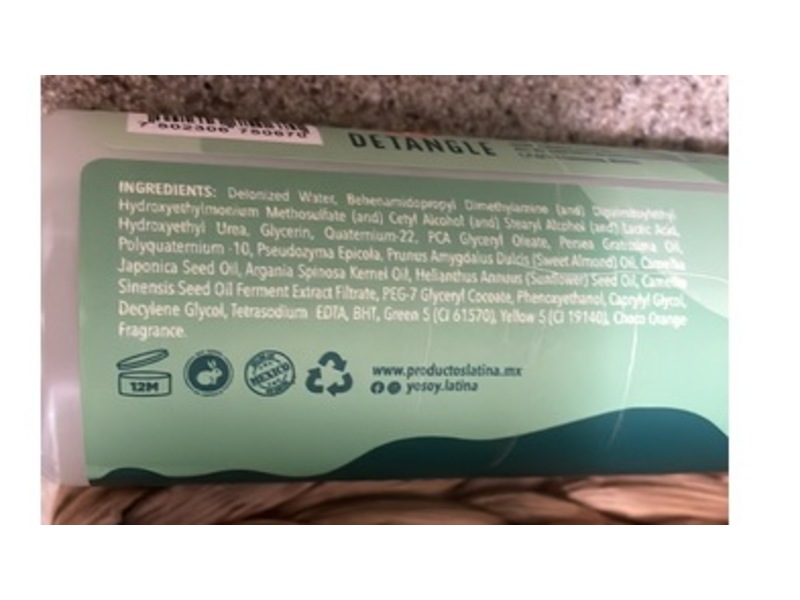 7 502306 750670
DETANGLE
INGREDIENTS: Deionized Water, Behenamidopropyl Dimethylamine (and) Dipalmitoylethyl
Hydroxyethylmonium Methosulfate (and) Cetyl Alcohol (and) Stearyl Alcohol (and) Lactic Acid,
Hydroxyethyl Urea, Glycerin, Quaternium-22, PCA Glyceryl Oleate, Persea Gratissima Oil,
Polyquaternium -10, Pseudozyma Epicola, Prunus Amygdalus Dulcis (Sweet Almond) Oil, Camellia
Japonica Seed Oil, Argania Spinosa Kernel Oil, Helianthus Annuus (Sunflower) Seed Oil, Camellia
Sinensis Seed Oil Ferment Extract Filtrate, PEG-7 Glyceryl Cocoate, Phenoxyethanol, Caprylyl Glycol,
Decylene Glycol, Tetrasodium EDTA, BHT, Green 5 (CI 61570), Yellow 5 (CI 19140), Choco Orange
Fragrance.
12M
MEXICO
www.productoslatina.mx
yosoy.latina